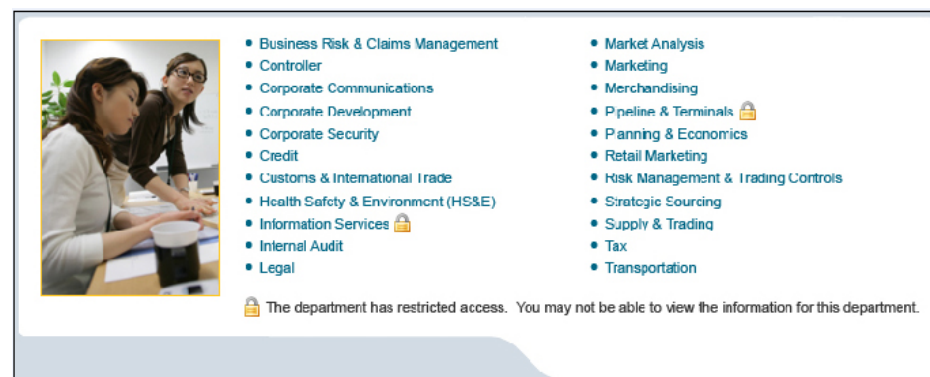 Business Risk & Claims Management
Controller
Corporate Communications
Corporate Development
Corporate Security
Credit
Customs & International Trade
Health Safety & Environment (HS&E)
Information Services
Internal Audit
Legal
Market Analysis
Marketing
Merchandising
Pipeline & Terminals
Planning & Economics
Retail Marketing
Risk Management & Trading Controls
Strategic Sourcing
Supply & Trading
Tax
Transportation
The department has restricted access. You may not be able to view the information for this department.